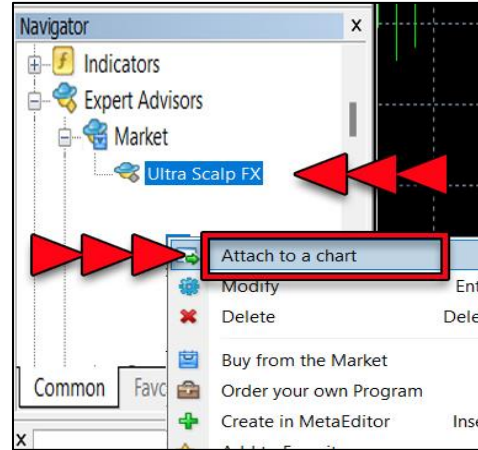 Navigator x
Indicators
Expert Advisors
Market
Ultra Scalp FX
Attach to a chart
Modify
Delete
Buy from the Market
Order your own Program
Create in MetaEditor
Common
x